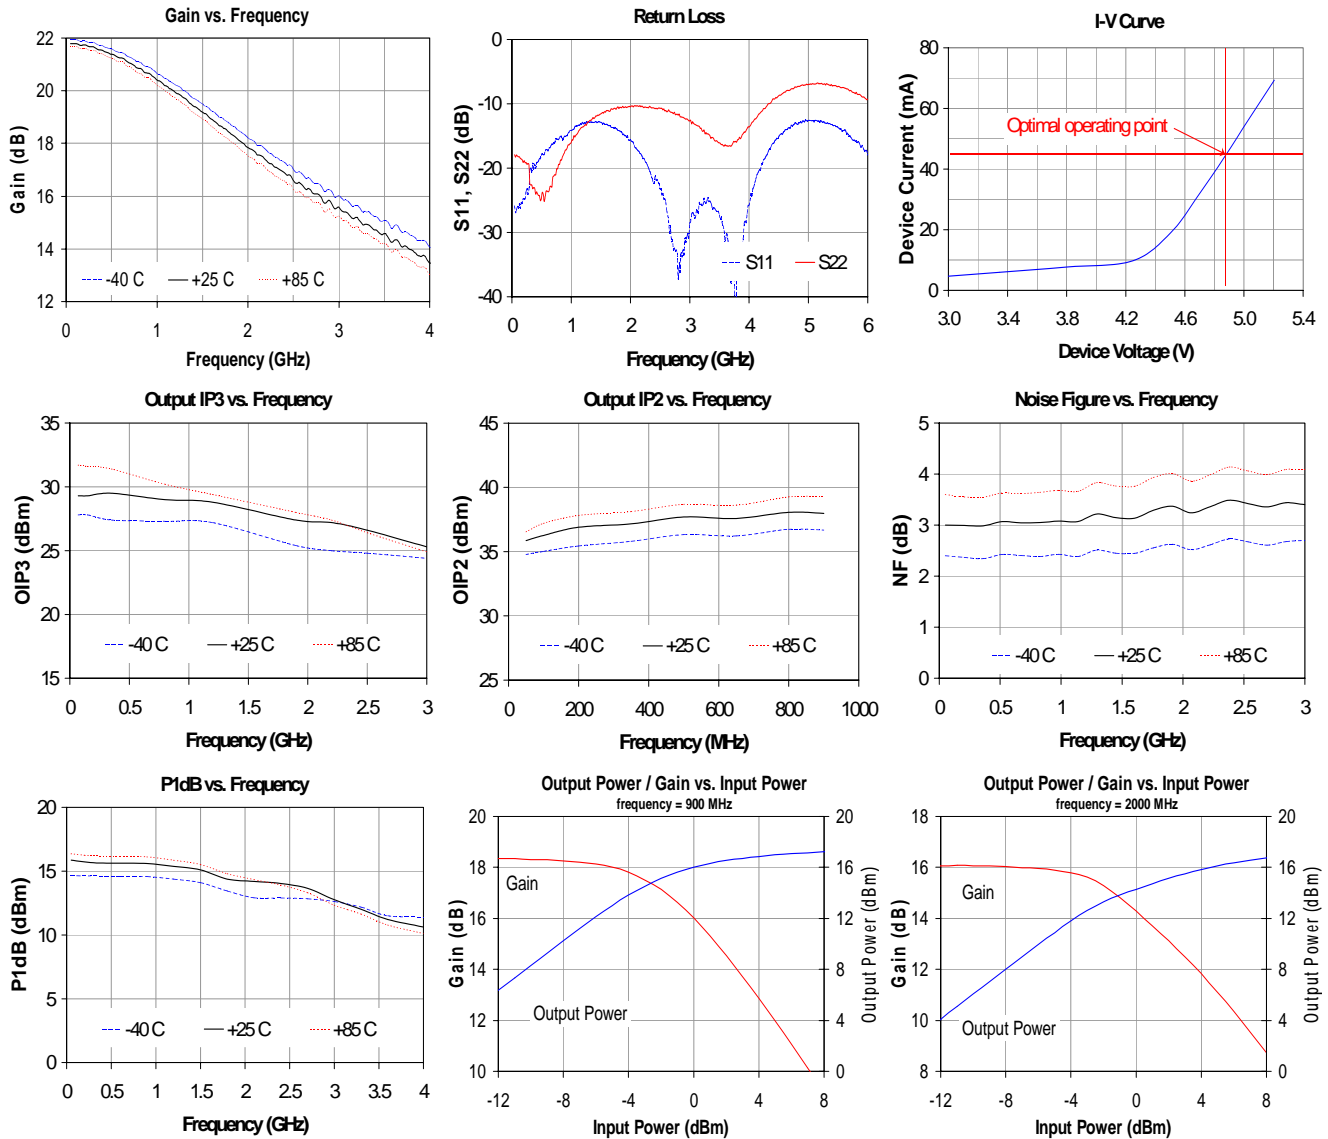 Gain vs. Frequency
22
20
18
16
14
12
Gain (dB)
-40 C +25 C +85 C
0 1 2 3 4
Frequency (GHz)
Return Loss
0
-10
-20
-30
-40
S11, S22 (dB)
S11 S22
0 1 2 3 4 5 6
Frequency (GHz)
I-V Curve
80
60
40
20
0
Device Current (mA)
Optimal operating point
3.0 3.4 3.8 4.2 4.6 5.0 5.4
Device Voltage (V)
Output IP3 vs. Frequency
35
30
25
20
15
OIP3 (dBm)
-40 C +25 C +85 C
0 0.5 1 1.5 2 2.5 3
Frequency (GHz)
Output IP2 vs. Frequency
45
40
35
30
25
OIP2 (dBm)
-40 C +25 C +85 C
0 200 400 600 800 1000
Frequency (MHz)
Noise Figure vs. Frequency
5
4
3
2
1
0
NF (dB)
-40 C +25 C +85 C
0 0.5 1 1.5 2 2.5 3
Frequency (GHz)
P1dB vs. Frequency
20
15
10
5
0
P1dB (dBm)
-40 C +25 C +85 C
0 0.5 1 1.5 2 2.5 3 3.5 4
Frequency (GHz)
Output Power / Gain vs. Input Power
frequency = 900 MHz
20
18
16
14
12
10
Gain (dB)
Gain
Output Power
20
16
12
8
4
0
Output Power (dBm)
-12 -8 -4 0 4 8
Input Power (dBm)
Output Power / Gain vs. Input Power
frequency = 2000 MHz
18
16
14
12
10
8
Gain (dB)
Gain
Output Power
20
16
12
8
4
0
Output Power (dBm)
-12 -8 -4 0 4 8
Input Power (dBm)